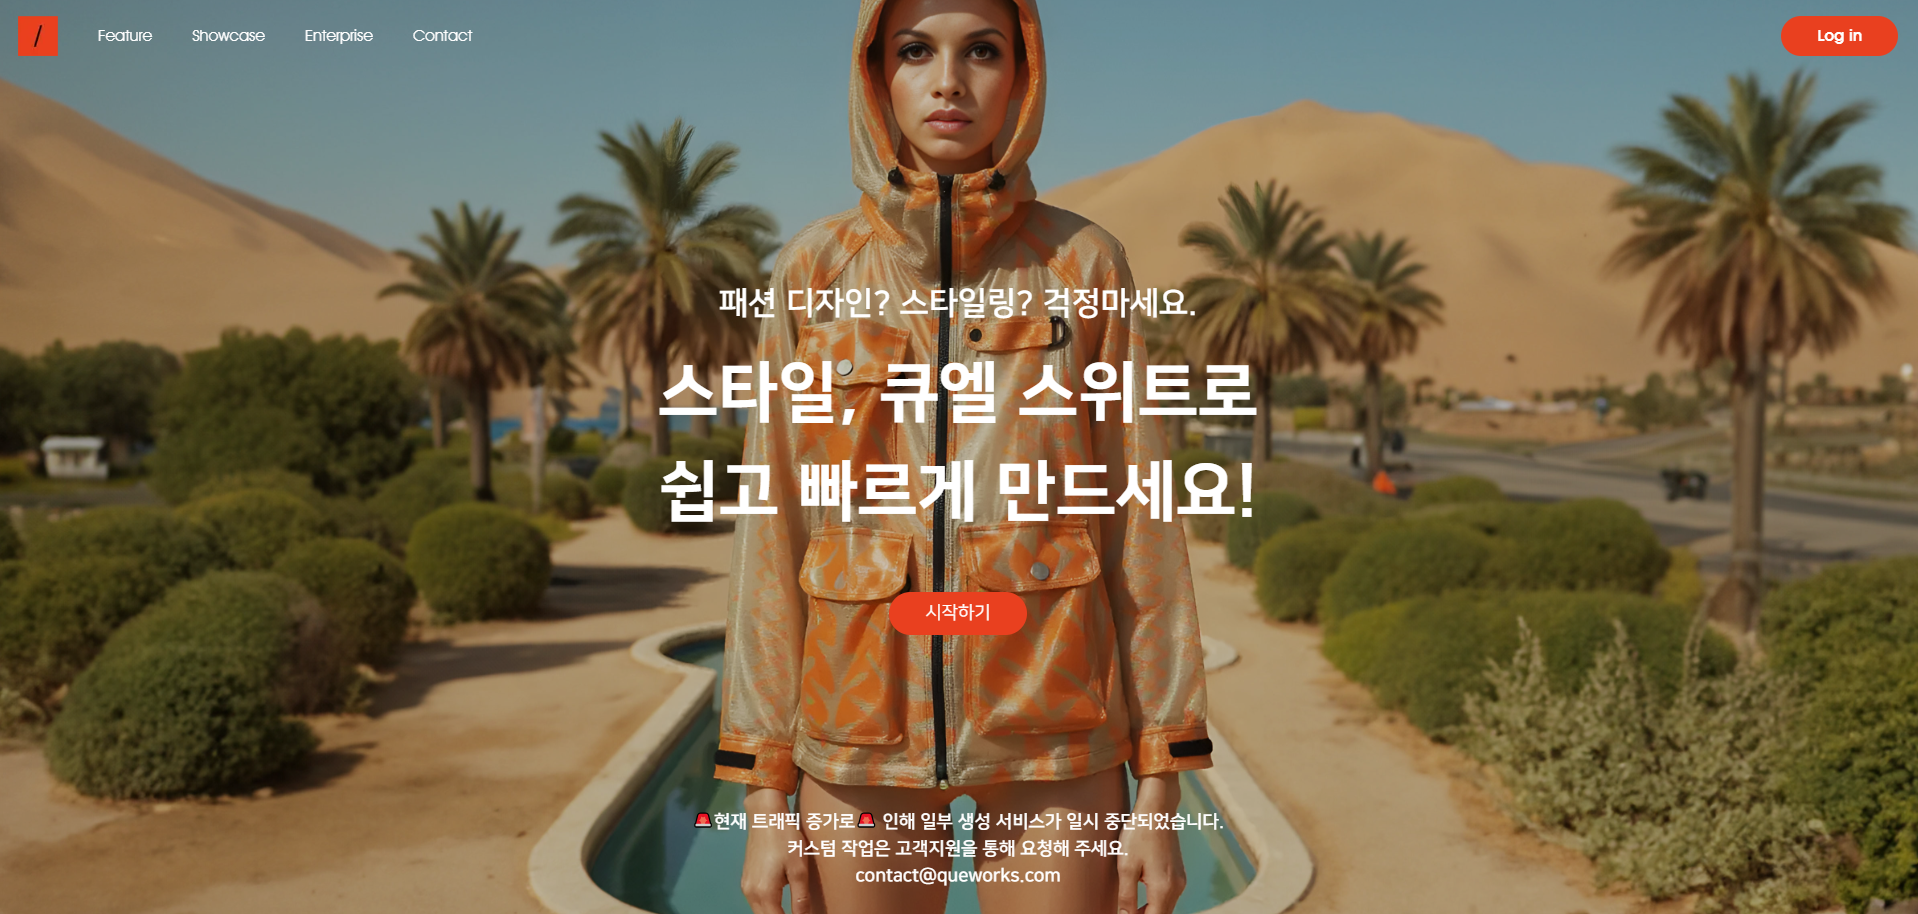 /
Feature
Showcase
Enterprise
Contact
Log in
패션 디자인? 스타일링? 걱정마세요.
스타일, 큐엘 스위트로
쉽고 빠르게 만드세요!
시작하기
🚨현재 트래픽 증가로🚨 인해 일부 생성 서비스가 일시 중단되었습니다.
커스텀 작업은 고객지원을 통해 요청해 주세요.
contact@queworks.com